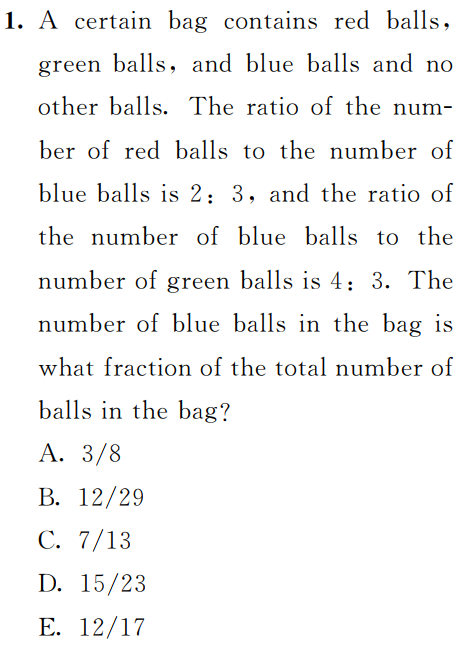 1. A certain bag contains red balls,
green balls, and blue balls and no
other balls. The ratio of the num-
ber of red balls to the number of
blue balls is 2: 3, and the ratio of
the number of blue balls to the
number of green balls is 4: 3. The
number of blue balls in the bag is
what fraction of the total number of
balls in the bag?
A. 3/8
B. 12/29
C. 7/13
D. 15/23
E. 12/17